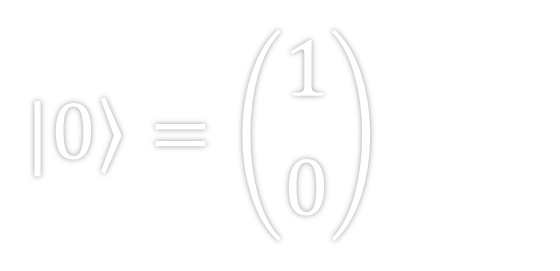 |0⟩ = (1
0)